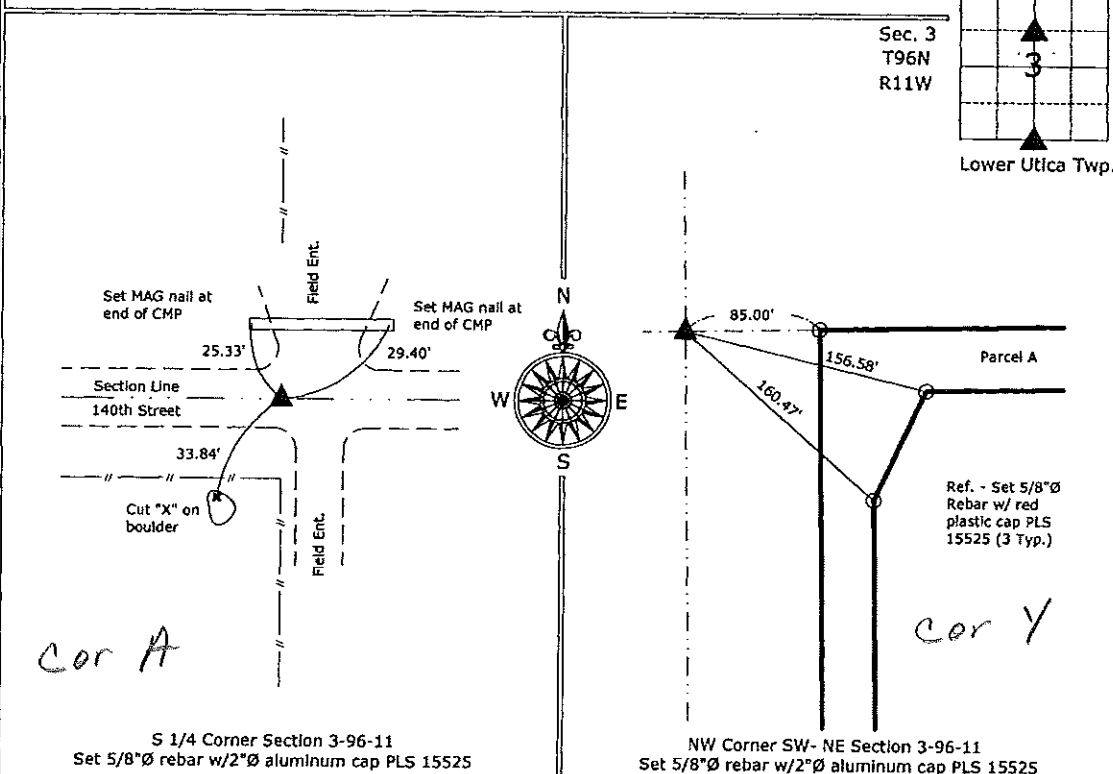 Sec. 3
T96N
R11W
3
Lower Utica Twp.
Field Ent.
Set MAG nail at
end of CMP
Set MAG nail at
end of CMP
25.33'
29.40'
Section Line
140th Street
33.84'
Cut "X" on
boulder
x
Field Ent.
Cor A
S 1/4 Corner Section 3-96-11
Set 5/8"Ø rebar w/2"Ø aluminum cap PLS 15525
N
W
E
S
85.00'
156.58'
160.47'
Parcel A
Ref. - Set 5/8"Ø
Rebar w/ red
plastic cap PLS
15525 (3 Typ.)
Cor Y
NW Corner SW- NE Section 3-96-11
Set 5/8"Ø rebar w/2"Ø aluminum cap PLS 15525